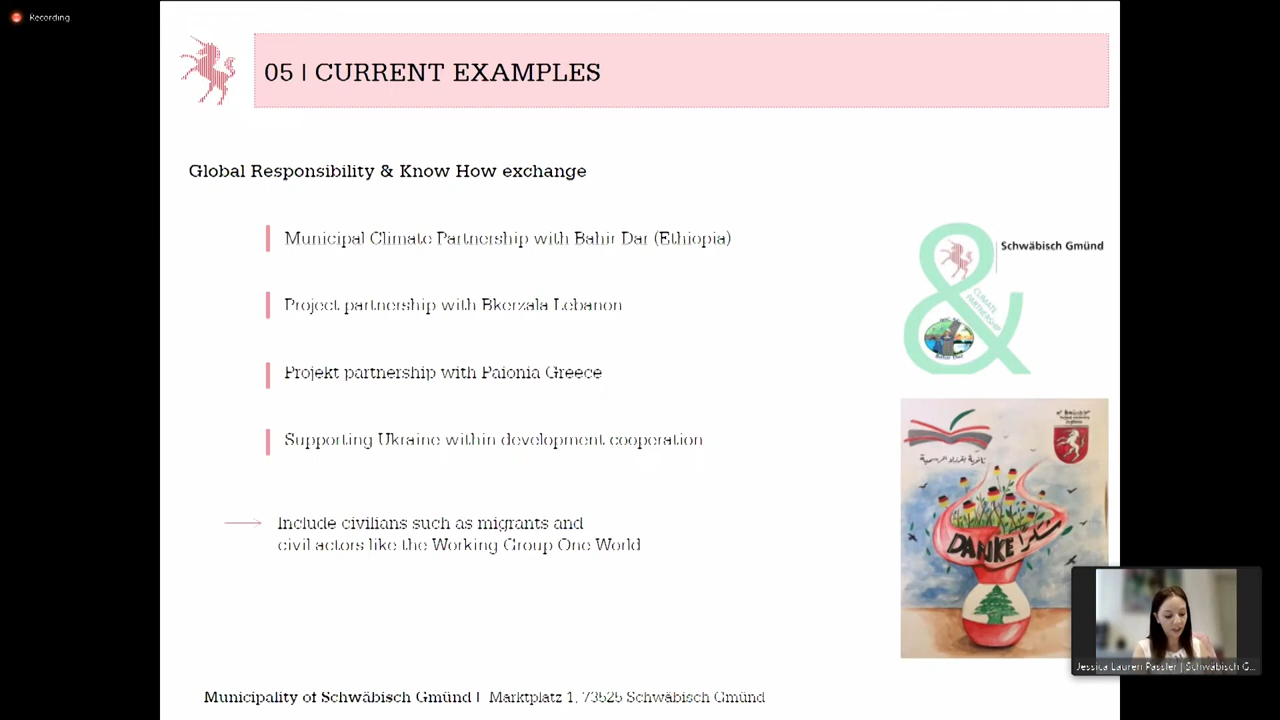 Recording
05 | CURRENT EXAMPLES
Global Responsibility & Know How exchange
Municipal Climate Partnership with Bahir Dar (Ethiopia)
Project partnership with Bkerzala Lebanon
Projekt partnership with Paionia Greece
Supporting Ukraine within development cooperation
Include civilians such as migrants and
civil actors like the Working Group One World
Schwäbisch Gmünd
CLIMATE
PARTNERSHIP
Bahir Dar
DANKE شكرا
Jessica Lauren Passler | Schwäbisch G...
Municipality of Schwäbisch Gmünd | Marktplatz 1, 73525 Schwäbisch Gmünd